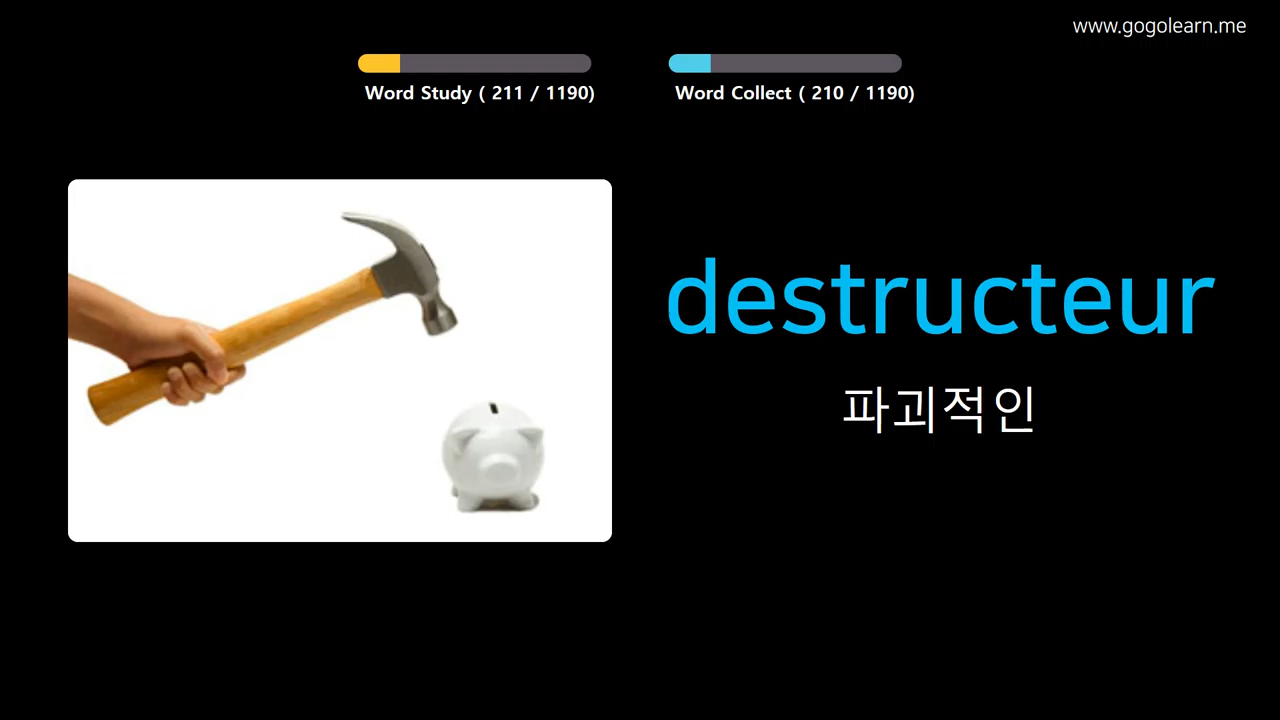 www.gogolearn.me
Word Study ( 211 / 1190)
Word Collect ( 210 / 1190)
destructeur
파괴적인